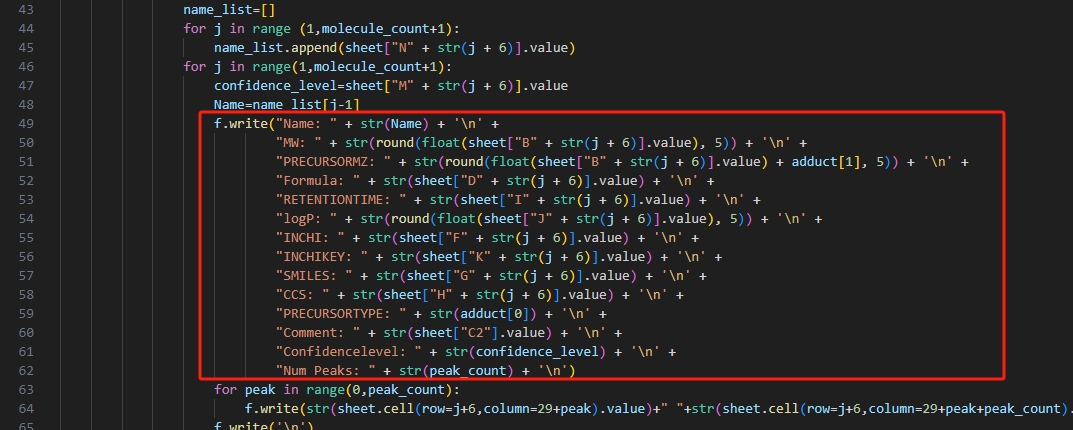 43 name_list=[]
44 for j in range (1,molecule_count+1):
45 name_list.append(sheet["N" + str(j + 6)].value)
46 for j in range(1,molecule_count+1):
47 confidence_level=sheet["M" + str(j + 6)].value
48 Name=name_list[j-1]
49 f.write("Name: " + str(Name) + '\n' +
50 "MW: " + str(round(float(sheet["B" + str(j + 6)].value), 5)) + '\n' +
51 "PRECURSORMZ: " + str(round(float(sheet["B" + str(j + 6)].value) + adduct[1], 5)) + '\n' +
52 "Formula: " + str(sheet["D" + str(j + 6)].value) + '\n' +
53 "RETENTIONTIME: " + str(sheet["I" + str(j + 6)].value) + '\n' +
54 "logP: " + str(round(float(sheet["J" + str(j + 6)].value), 5)) + '\n' +
55 "INCHI: " + str(sheet["F" + str(j + 6)].value) + '\n' +
56 "INCHIKEY: " + str(sheet["K" + str(j + 6)].value) + '\n' +
57 "SMILES: " + str(sheet["G" + str(j + 6)].value) + '\n' +
58 "CCS: " + str(sheet["H" + str(j + 6)].value) + '\n' +
59 "PRECURSORTYPE: " + str(adduct[0]) + '\n' +
60 "Comment: " + str(sheet["C2"].value) + '\n' +
61 "Confidencelevel: " + str(confidence_level) + '\n' +
62 "Num Peaks: " + str(peak_count) + '\n')
63 for peak in range(0,peak_count):
64 f.write(str(sheet.cell(row=j+6,column=29+peak).value)+" "+str(sheet.cell(row=j+6,column=29+peak+peak_count).
65 f.write('\n')